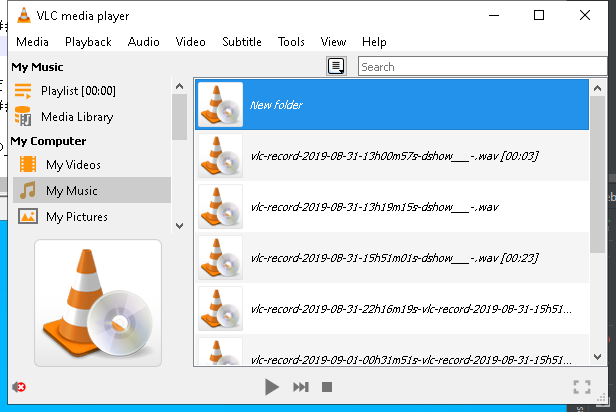 VLC media player
Media Playback Audio Video Subtitle Tools View Help
My Music
Search
Playlist [00:00]
Media Library
My Computer
My Videos
My Music
My Pictures
New folder
vlc-record-2019-08-31-13h00m57s-dshow___-.wav [00:03]
vlc-record-2019-08-31-13h19m15s-dshow___-.wav
vlc-record-2019-08-31-15h51m01s-dshow___-.wav [00:23]
vlc-record-2019-08-31-22h16m19s-vlc-record-2019-08-31-15h51...
vlc-record-2019-09-01-00h31m51s-vlc-record-2019-08-31-15h51...